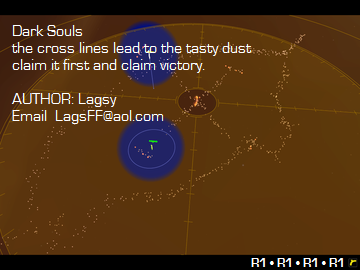 Dark Souls
the cross lines lead to the tasty dust
claim it first and claim victory.
AUTHOR: Lagsy
Email LagsFF@aol.com
R1 • R1 • R1 • R1 r